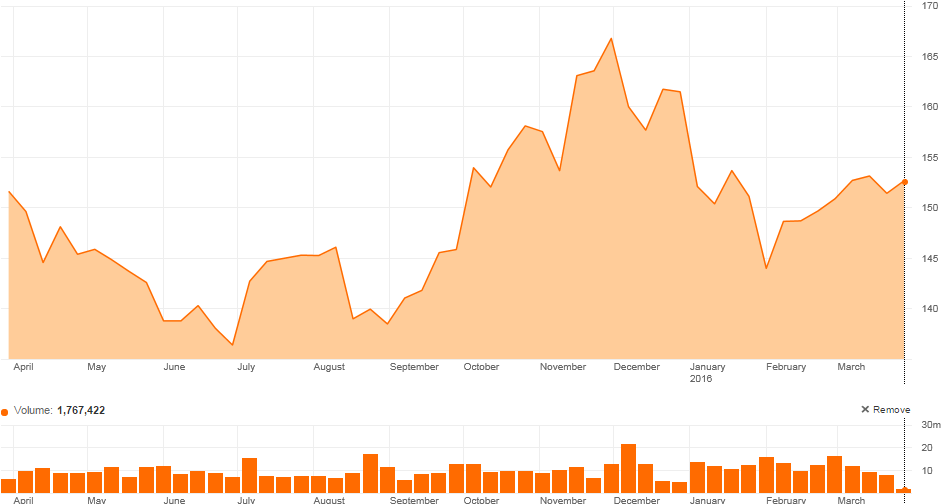 170
165
160
155
150
145
140
April May June July August September October November December January February March
2016
Volume: 1,767,422 ✕ Remove
30m
20
10
April May June July August September October November December January February March